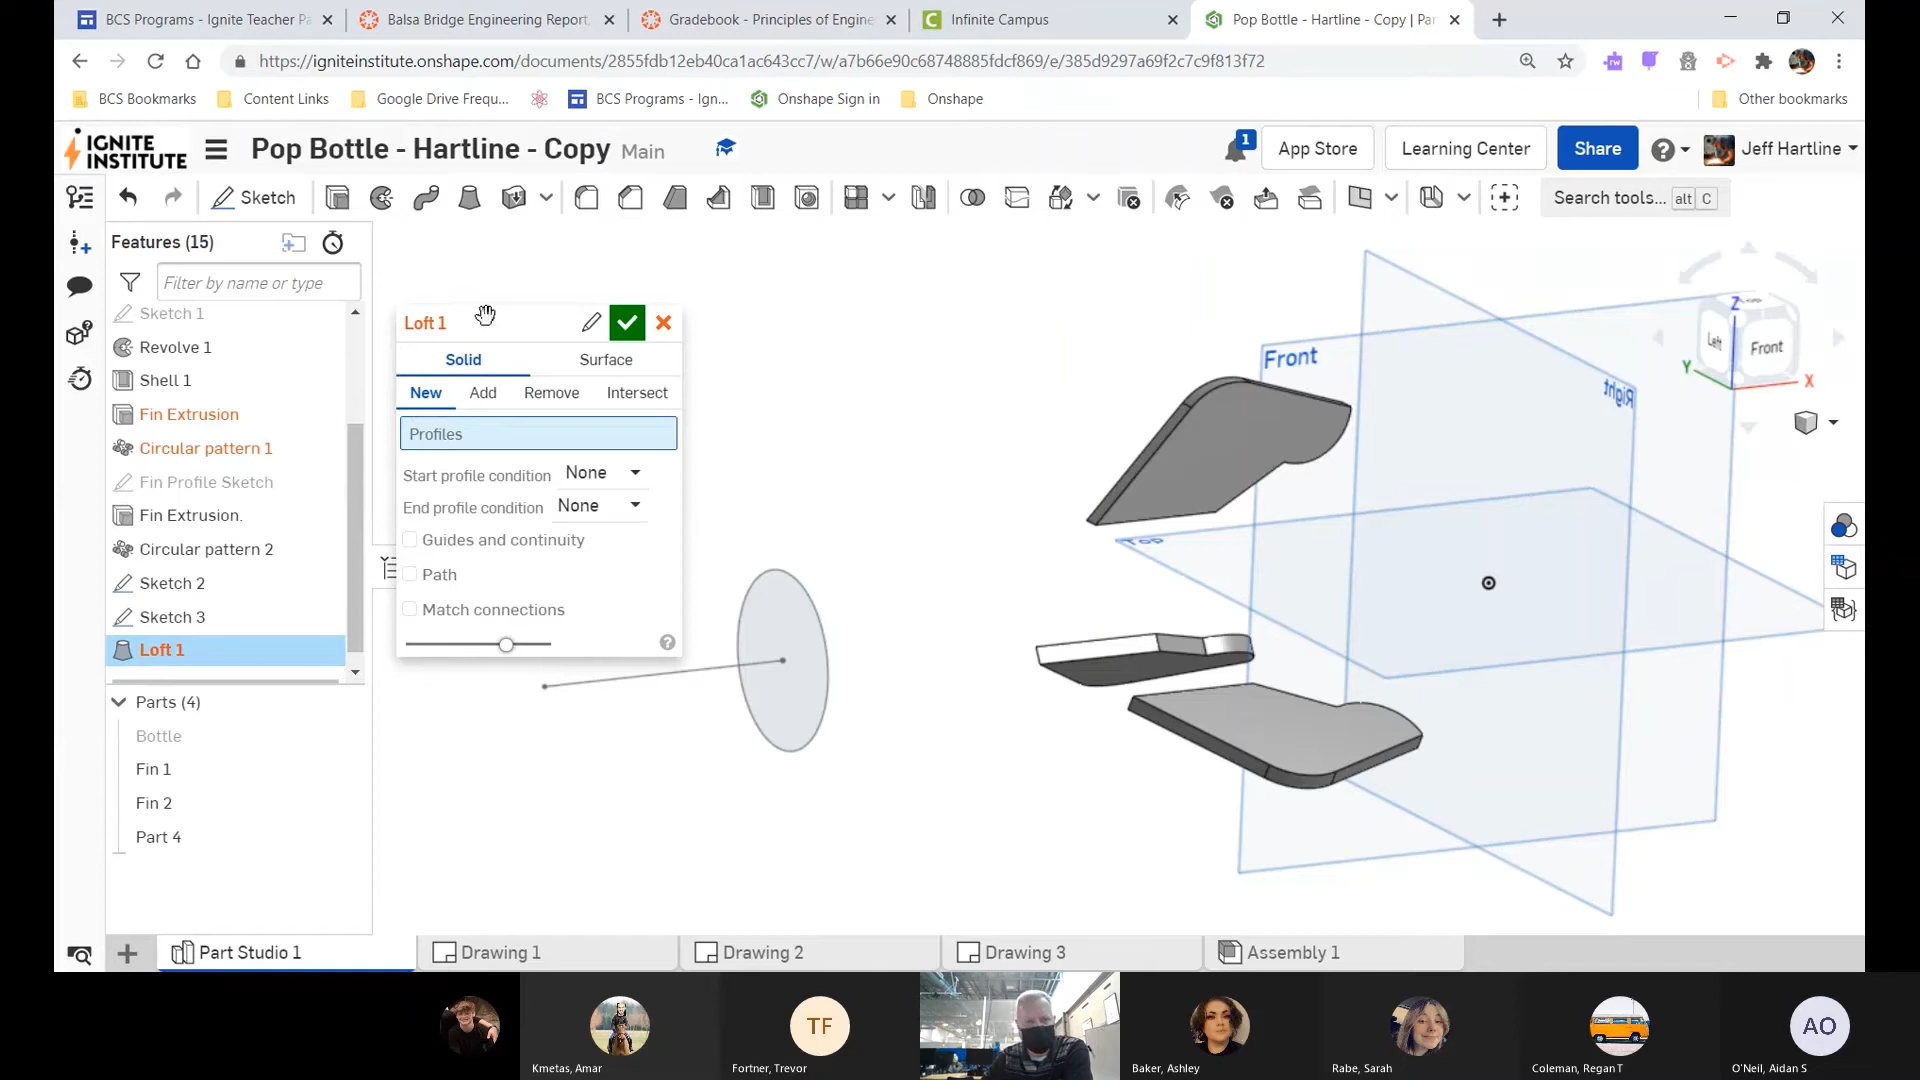 BCS Programs - Ignite Teacher Pa
Balsa Bridge Engineering Report,
Gradebook - Principles of Engine
Infinite Campus
Pop Bottle - Hartline - Copy | Par
https://igniteinstitute.onshape.com/documents/2855fdb12eb40ca1ac643cc7/w/a7b66e90c68748885fdcf869/e/385d9297a69f2c7c9f813f72
BCS Bookmarks
Content Links
Google Drive Frequ...
BCS Programs - Ign...
Onshape Sign in
Onshape
Other bookmarks
IGNITE
INSTITUTE
Pop Bottle - Hartline - Copy Main
1
App Store
Learning Center
Share
Jeff Hartline
Sketch
Search tools... alt C
Features (15)
Filter by name or type
Sketch 1
Revolve 1
Shell 1
Fin Extrusion
Circular pattern 1
Fin Profile Sketch
Fin Extrusion.
Circular pattern 2
Sketch 2
Sketch 3
Loft 1
Parts (4)
Bottle
Fin 1
Fin 2
Part 4
Loft 1
Solid
Surface
New
Add
Remove
Intersect
Profiles
Start profile condition None
End profile condition None
Guides and continuity
Path
Match connections
Front
Right
Top
Z
Left
Front
Y
X
Part Studio 1
Drawing 1
Drawing 2
Drawing 3
Assembly 1
TF
AO
Kmetas, Amar
Fortner, Trevor
Baker, Ashley
Rabe, Sarah
Coleman, Regan T
O'Neil, Aidan S